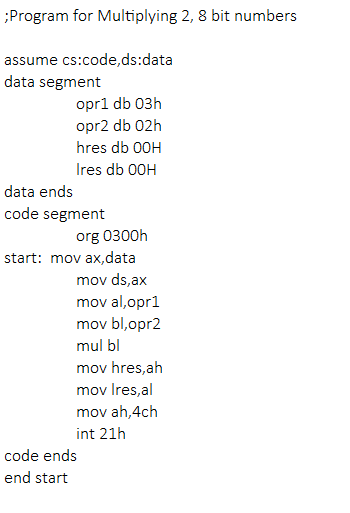 ;Program for Multiplying 2, 8 bit numbers
assume cs:code,ds:data
data segment
opr1 db 03h
opr2 db 02h
hres db 00H
lres db 00H
data ends
code segment
org 0300h
start: mov ax,data
mov ds,ax
mov al,opr1
mov bl,opr2
mul bl
mov hres,ah
mov lres,al
mov ah,4ch
int 21h
code ends
end start